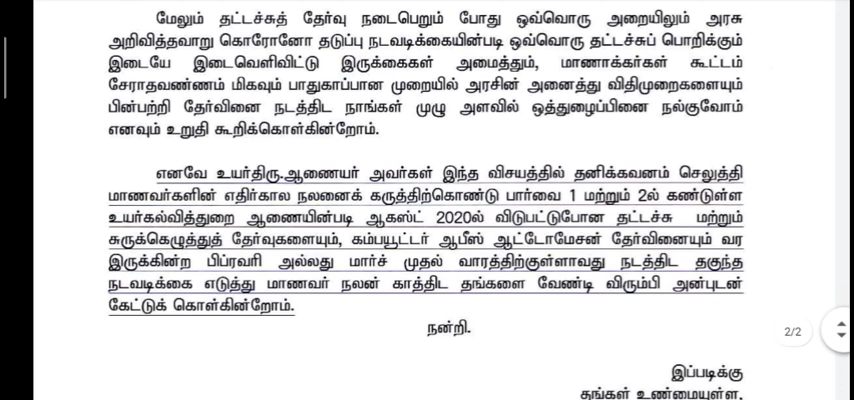 மேலும் தட்டச்சுத் தேர்வு நடைபெறும் போது ஒவ்வொரு அறையிலும் அரசு
அறிவித்தவாறு கொரோனோ தடுப்பு நடவடிக்கையின்படி ஒவ்வொரு தட்டச்சுப் பொறிக்கும்
இடையே இடைவெளிவிட்டு இருக்கைகள் அமைத்தும், மாணாக்கர்கள் கூட்டம்
சேராதவண்ணம் மிகவும் பாதுகாப்பான முறையில் அரசின் அனைத்து விதிமுறைகளையும்
பின்பற்றி தேர்வினை நடத்திட நாங்கள் முழு அளவில் ஒத்துழைப்பினை நல்குவோம்
எனவும் உறுதி கூறிக்கொள்கின்றோம்.
எனவே உயர்திரு.ஆணையர் அவர்கள் இந்த விசயத்தில் தனிக்கவனம் செலுத்தி
மாணவர்களின் எதிர்கால நலனைக் கருத்திற்கொண்டு பார்வை 1 மற்றும் 2ல் கண்டுள்ள
உயர்கல்வித்துறை ஆணையின்படி ஆகஸ்ட் 2020ல் விடுபட்டுபோன தட்டச்சு மற்றும்
சுருக்கெழுத்துத் தேர்வுகளையும், கம்பயூட்டர் ஆபீஸ் ஆட்டோமேசன் தேர்வினையும் வர
இருக்கின்ற பிப்ரவரி அல்லது மார்ச் முதல் வாரத்திற்குள்ளாவது நடத்திட தகுந்த
நடவடிக்கை எடுத்து மாணவர் நலன் காத்திட தங்களை வேண்டி விரும்பி அன்புடன்
கேட்டுக் கொள்கின்றோம்.
நன்றி.
2/2
இப்படிக்கு
தங்கள் உண்மையுள்ள,